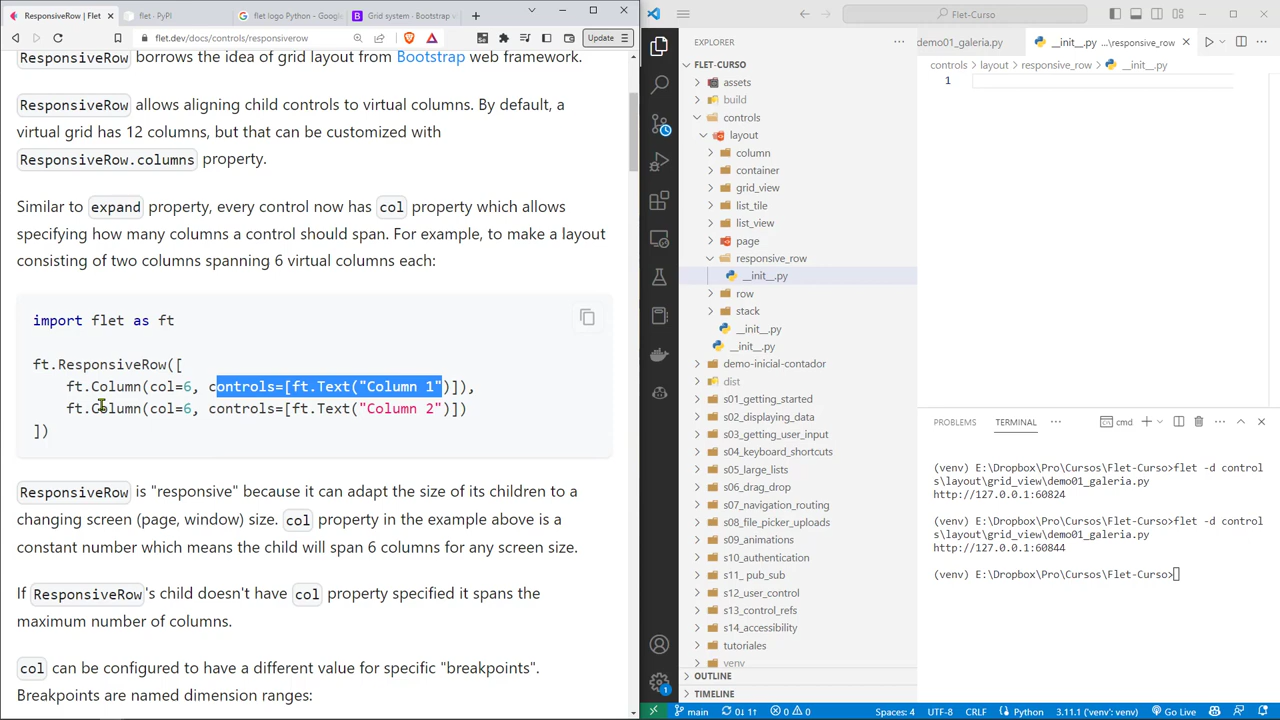 ResponsiveRow | Flet
flet · PyPI
flet logo Python - Google
Grid system · Bootstrap v
flet.dev/docs/controls/responsiverow
Update
ResponsiveRow borrows the idea of grid layout from Bootstrap web framework.
ResponsiveRow allows aligning child controls to virtual columns. By default, a
virtual grid has 12 columns, but that can be customized with
ResponsiveRow.columns property.
Similar to expand property, every control now has col property which allows
specifying how many columns a control should span. For example, to make a layout
consisting of two columns spanning 6 virtual columns each:
import flet as ft
ft.ResponsiveRow([
ft.Column(col=6, controls=[ft.Text("Column 1")]),
ft.Column(col=6, controls=[ft.Text("Column 2")])
])
ResponsiveRow is "responsive" because it can adapt the size of its children to a
changing screen (page, window) size. col property in the example above is a
constant number which means the child will span 6 columns for any screen size.
If ResponsiveRow's child doesn't have col property specified it spans the
maximum number of columns.
col can be configured to have a different value for specific "breakpoints".
Breakpoints are named dimension ranges:
Flet-Curso
EXPLORER
FLET-CURSO
assets
build
controls
layout
column
container
grid_view
list_tile
list_view
page
responsive_row
__init__.py
row
stack
__init__.py
__init__.py
demo-inicial-contador
dist
s01_getting_started
s02_displaying_data
s03_getting_user_input
s04_keyboard_shortcuts
s05_large_lists
s06_drag_drop
s07_navigation_routing
s08_file_picker_uploads
s09_animations
s10_authentication
s11_ pub_sub
s12_user_control
s13_control_refs
s14_accessibility
tutoriales
venv
OUTLINE
TIMELINE
demo01_galeria.py
__init__.py ...\responsive_row
controls > layout > responsive_row > __init__.py
1
PROBLEMS
TERMINAL
cmd
(venv) E:\Dropbox\Pro\Cursos\Flet-Curso>flet -d control
s\layout\grid_view\demo01_galeria.py
http://127.0.0.1:60824
(venv) E:\Dropbox\Pro\Cursos\Flet-Curso>flet -d control
s\layout\grid_view\demo01_galeria.py
http://127.0.0.1:60844
(venv) E:\Dropbox\Pro\Cursos\Flet-Curso>
1
main
0↓ 1↑
0
0
Spaces: 4
UTF-8
CRLF
Python
3.11.1 ('venv': venv)
Go Live